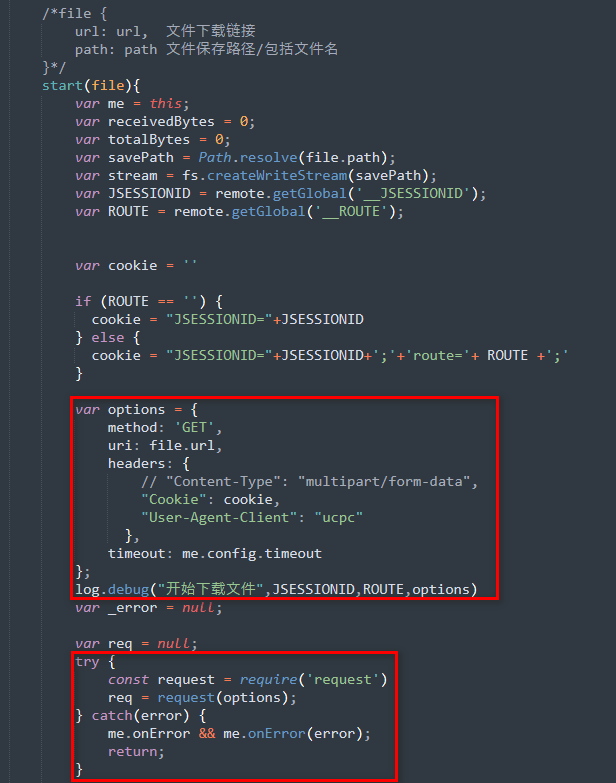 /*file {
url: url,  文件下载链接
path: path 文件保存路径/包括文件名
}*/
start(file){
var me = this;
var receivedBytes = 0;
var totalBytes = 0;
var savePath = Path.resolve(file.path);
var stream = fs.createWriteStream(savePath);
var JSESSIONID = remote.getGlobal('__JSESSIONID');
var ROUTE = remote.getGlobal('__ROUTE');
var cookie = ''
if (ROUTE == '') {
cookie = "JSESSIONID="+JSESSIONID
} else {
cookie = "JSESSIONID="+JSESSIONID+';'+'route='+ ROUTE +';'
}
var options = {
method: 'GET',
uri: file.url,
headers: {
// "Content-Type": "multipart/form-data",
"Cookie": cookie,
"User-Agent-Client": "ucpc"
},
timeout: me.config.timeout
};
log.debug("开始下载文件",JSESSIONID,ROUTE,options)
var _error = null;
var req = null;
try {
const request = require('request')
req = request(options);
} catch(error) {
me.onError && me.onError(error);
return;
}